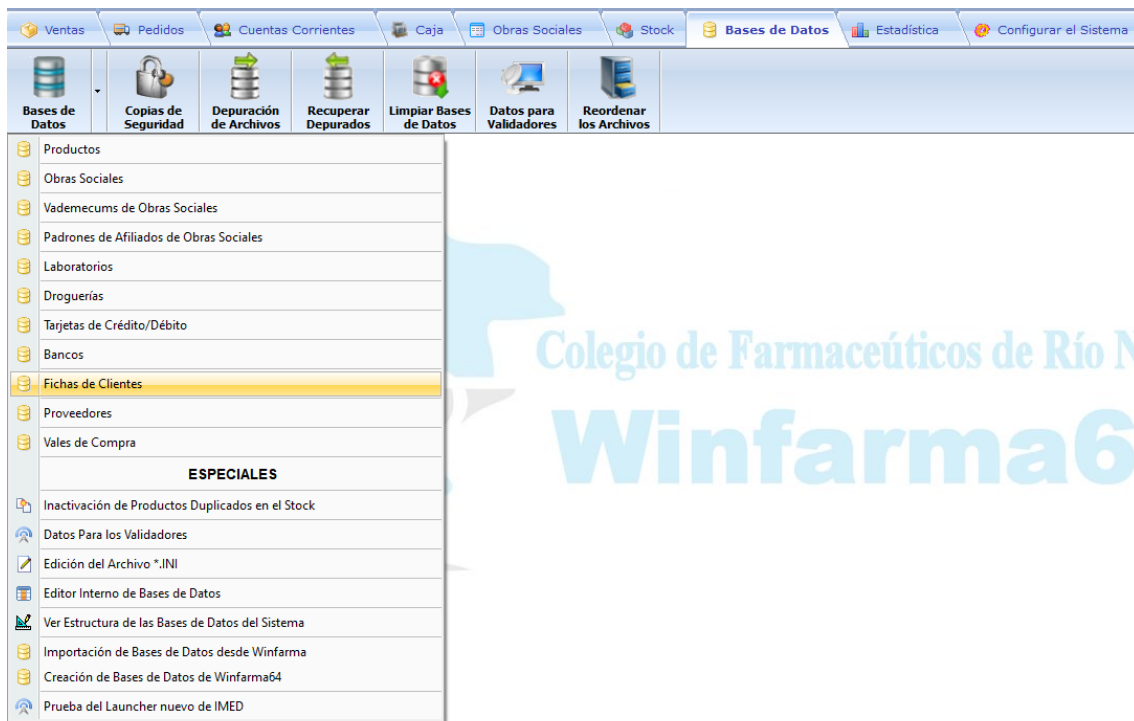 Ventas Pedidos Cuentas Corrientes Caja Obras Sociales Stock Bases de Datos Estadística Configurar el Sistema
Bases de Datos
Copias de Seguridad
Depuración de Archivos
Recuperar Depurados
Limpiar Bases de Datos
Datos para Validadores
Reordenar los Archivos
Productos
Obras Sociales
Vademecums de Obras Sociales
Padrones de Afiliados de Obras Sociales
Laboratorios
Droguerías
Tarjetas de Crédito/Débito
Bancos
Fichas de Clientes
Proveedores
Vales de Compra
ESPECIALES
Inactivación de Productos Duplicados en el Stock
Datos Para los Validadores
Edición del Archivo *.INI
Editor Interno de Bases de Datos
Ver Estructura de las Bases de Datos del Sistema
Importación de Bases de Datos desde Winfarma
Creación de Bases de Datos de Winfarma64
Prueba del Launcher nuevo de IMED
Colegio de Farmaceúticos de Río N
Winfarma6